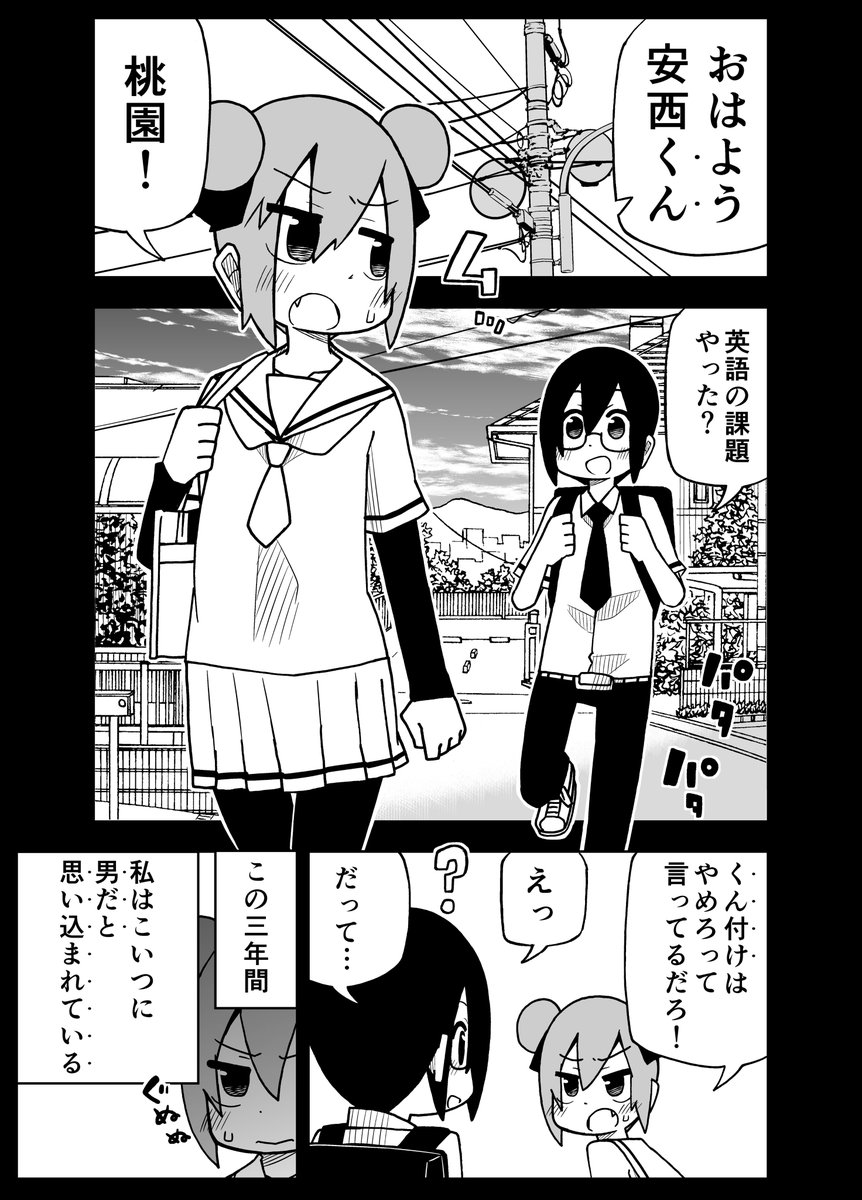 おはよう
安西くん
桃園！
ム
英語の課題
やった？
パタ
パタ
くん付けは
やめろって
言ってるだろ！
えっ
？
だって…
この三年間
私はこいつに
男だと
思い込まれている
ぐぬぬ